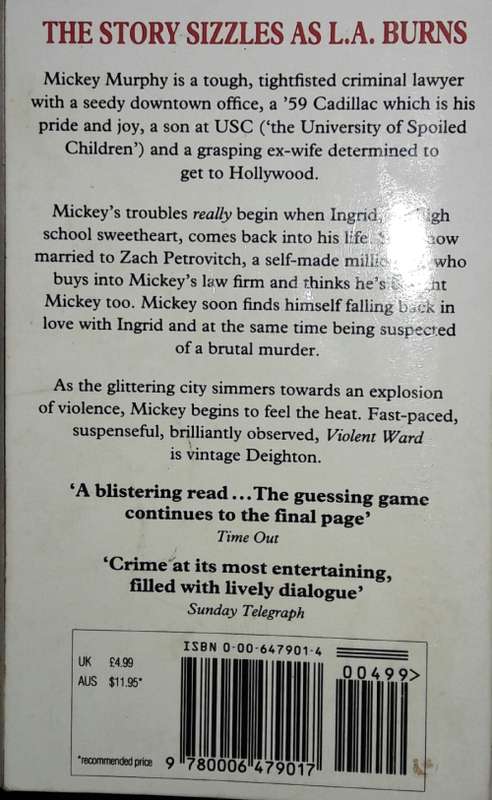 THE STORY SIZZLES AS L.A. BURNS
Mickey Murphy is a tough, tightfisted criminal lawyer
with a seedy downtown office, a '59 Cadillac which is his
pride and joy, a son at USC ('the University of Spoiled
Children') and a grasping ex-wife determined to
get to Hollywood.
Mickey's troubles really begin when Ingrid, high
school sweetheart, comes back into his life. now
married to Zach Petrovitch, a self-made who
buys into Mickey's law firm and thinks he's
Mickey too. Mickey soon finds himself falling back in
love with Ingrid and at the same time being suspected
of a brutal murder.
As the glittering city simmers towards an explosion
of violence, Mickey begins to feel the heat. Fast-paced,
suspenseful, brilliantly observed, Violent Ward
is vintage Deighton.
'A blistering read ... The guessing game
continues to the final page'
Time Out
'Crime at its most entertaining,
filled with lively dialogue'
Sunday Telegraph
ISBN 0-00-647901-4
UK £4.99
AUS $11.95*
00499>
*recommended price
9 780006 479017